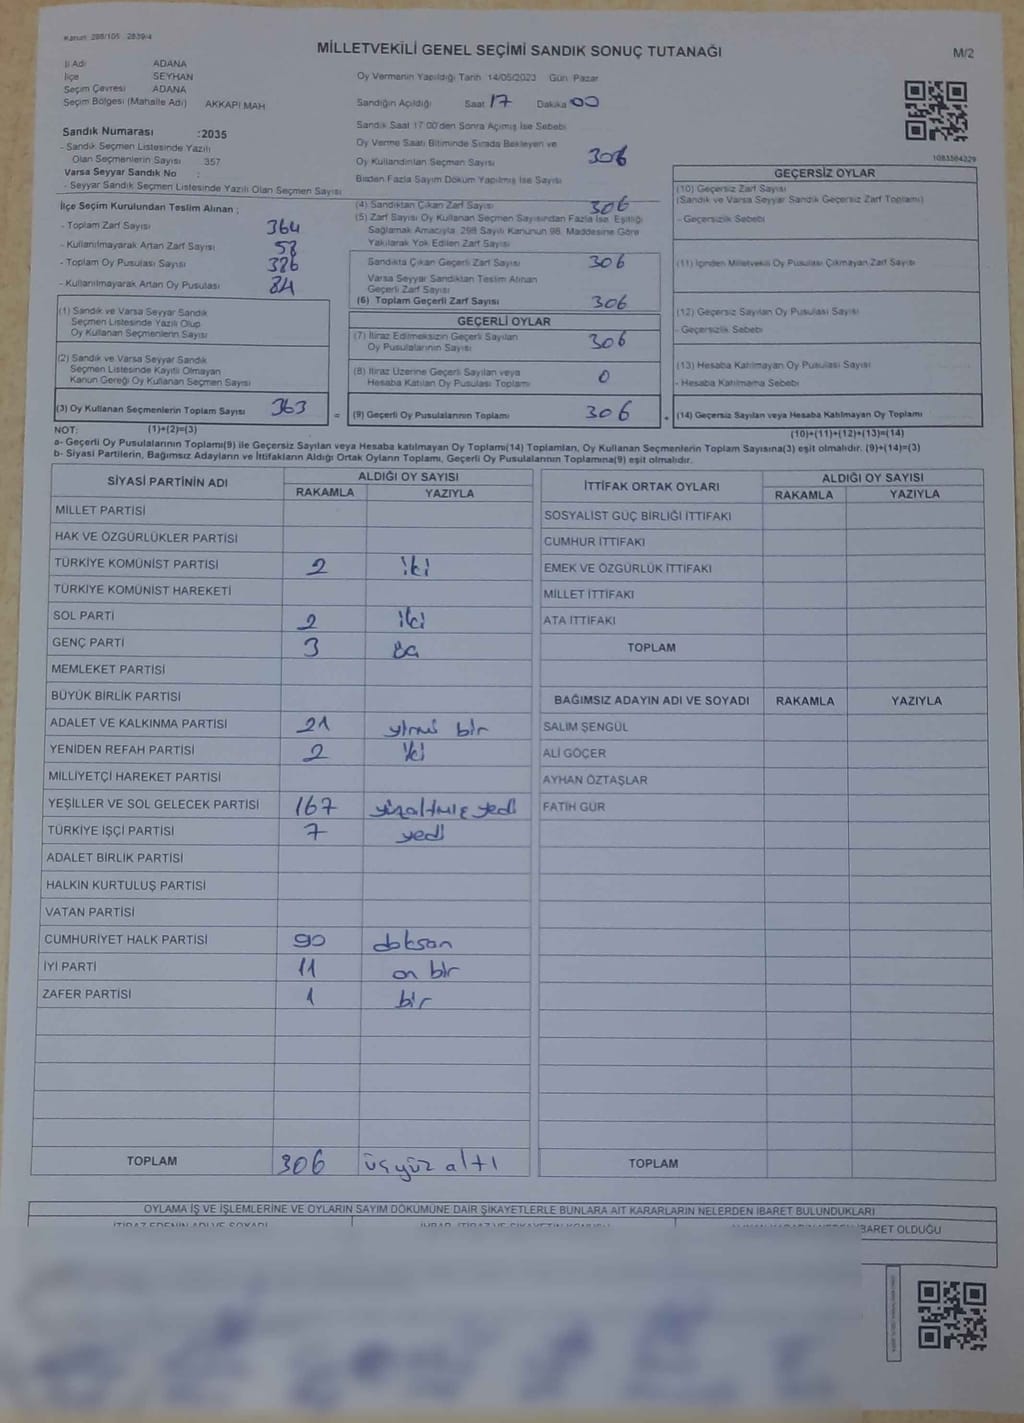 Kanun: 298/105 2839/4
MİLLETVEKİLİ GENEL SEÇİMİ SANDIK SONUÇ TUTANAĞI
M/2
İl Adı ADANA
İlçe SEYHAN
Seçim Çevresi ADANA
Seçim Bölgesi (Mahalle Adı) AKKAPI MAH.
Sandık Numarası :2035
- Sandık Seçmen Listesinde Yazılı
Olan Seçmenlerin Sayısı 357
Varsa Seyyar Sandık No :
- Seyyar Sandık Seçmen Listesinde Yazılı Olan Seçmen Sayısı
Oy Vermenin Yapıldığı Tarih 14/05/2023 Gün: Pazar
Sandığın Açıldığı Saat 17 Dakika 00
Sandık Saat 17:00'den Sonra Açımış İse Sebebi
Oy Verme Saati Bitiminde Sırada Bekleyen ve
Oy Kullandırılan Seçmen Sayısı 306
Birden Fazla Sayım Döküm Yapılmış İse Sayısı
1083564329
İlçe Seçim Kurulundan Teslim Alınan ;
- Toplam Zarf Sayısı 364
- Kullanılmayarak Artan Zarf Sayısı 58
- Toplam Oy Pusulası Sayısı 386
- Kullanılmayarak Artan Oy Pusulası 84
(1) Sandık ve Varsa Seyyar Sandık
Seçmen Listesinde Yazılı Olup
Oy Kullanan Seçmenlerin Sayısı
(2) Sandık ve Varsa Seyyar Sandık
Seçmen Listesinde Kayıtlı Olmayan
Kanun Gereği Oy Kullanan Seçmen Sayısı
(3) Oy Kullanan Seçmenlerin Toplam Sayısı 363
(4) Sandıktan Çıkan Zarf Sayısı 306
(5) Zarf Sayısı Oy Kullanan Seçmen Sayısından Fazla İse, Eşitliği
Sağlamak Amacıyla, 298 Sayılı Kanunun 98. Maddesine Göre
Yakılarak Yok Edilen Zarf Sayısı
Sandıkta Çıkan Geçerli Zarf Sayısı 306
Varsa Seyyar Sandıktan Teslim Alınan
Geçerli Zarf Sayısı
(6) Toplam Geçerli Zarf Sayısı 306
GEÇERLİ OYLAR
(7) İtiraz Edilmeksizin Geçerli Sayılan
Oy Pusulalarının Sayısı 306
(8) İtiraz Üzerine Geçerli Sayılan veya
Hesaba Katılan Oy Pusulası Toplamı 0
= (9) Geçerli Oy Pusulalarının Toplamı 306
GEÇERSİZ OYLAR
(10) Geçersiz Zarf Sayısı
(Sandık ve Varsa Seyyar Sandık Geçersiz Zarf Toplamı)
- Geçersizlik Sebebi
(11) İçinden Milletvekili Oy Pusulası Çıkmayan Zarf Sayısı
(12) Geçersiz Sayılan Oy Pusulası Sayısı
- Geçersizlik Sebebi
(13) Hesaba Katılmayan Oy Pusulası Sayısı
- Hesaba Katılmama Sebebi
+ (14) Geçersiz Sayılan veya Hesaba Katılmayan Oy Toplamı
NOT: (1)+(2)=(3)
(10)+(11)+(12)+(13)=(14)
a- Geçerli Oy Pusulalarının Toplamı(9) ile Geçersiz Sayılan veya Hesaba katılmayan Oy Toplamı(14) Toplamları, Oy Kullanan Seçmenlerin Toplam Sayısına(3) eşit olmalıdır. (9)+(14)=(3)
b- Siyasi Partilerin, Bağımsız Adayların ve İttifakların Aldığı Ortak Oyların Toplamı, Geçerli Oy Pusulalarının Toplamına(9) eşit olmalıdır.
SİYASİ PARTİNİN ADI ALDIĞI OY SAYISI
RAKAMLA YAZIYLA
MİLLET PARTİSİ
HAK VE ÖZGÜRLÜKLER PARTİSİ
TÜRKİYE KOMÜNİST PARTİSİ 2 iki
TÜRKİYE KOMÜNİST HAREKETİ
SOL PARTİ 2 iki
GENÇ PARTİ 3 üç
MEMLEKET PARTİSİ
BÜYÜK BİRLİK PARTİSİ
ADALET VE KALKINMA PARTİSİ 21 yirmi bir
YENİDEN REFAH PARTİSİ 2 iki
MİLLİYETÇİ HAREKET PARTİSİ
YEŞİLLER VE SOL GELECEK PARTİSİ 167 yüzaltmış yedi
TÜRKİYE İŞÇİ PARTİSİ 7 yedi
ADALET BİRLİK PARTİSİ
HALKIN KURTULUŞ PARTİSİ
VATAN PARTİSİ
CUMHURİYET HALK PARTİSİ 90 doksan
İYİ PARTİ 11 on bir
ZAFER PARTİSİ 1 bir
TOPLAM 306 üçyüz altı
İTTİFAK ORTAK OYLARI ALDIĞI OY SAYISI
RAKAMLA YAZIYLA
SOSYALİST GÜÇ BİRLİĞİ İTTİFAKI
CUMHUR İTTİFAKI
EMEK VE ÖZGÜRLÜK İTTİFAKI
MİLLET İTTİFAKI
ATA İTTİFAKI
TOPLAM
BAĞIMSIZ ADAYIN ADI VE SOYADI RAKAMLA YAZIYLA
SALİM ŞENGÜL
ALİ GÖÇER
AYHAN ÖZTAŞLAR
FATİH GÜR
TOPLAM
OYLAMA İŞ VE İŞLEMLERİNE VE OYLARIN SAYIM DÖKÜMÜNE DAİR ŞİKAYETLERLE BUNLARA AİT KARARLARIN NELERDEN İBARET BULUNDUKLARI
İTİRAZ EDENİN ADI VE SOYADI
İBARET OLDUĞU